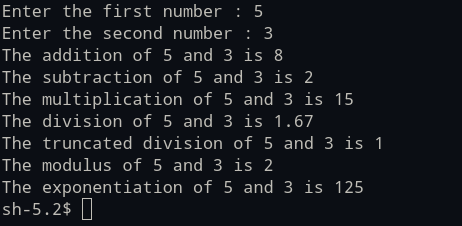 Enter the first number : 5
Enter the second number : 3
The addition of 5 and 3 is 8
The subtraction of 5 and 3 is 2
The multiplication of 5 and 3 is 15
The division of 5 and 3 is 1.67
The truncated division of 5 and 3 is 1
The modulus of 5 and 3 is 2
The exponentiation of 5 and 3 is 125
sh-5.2$